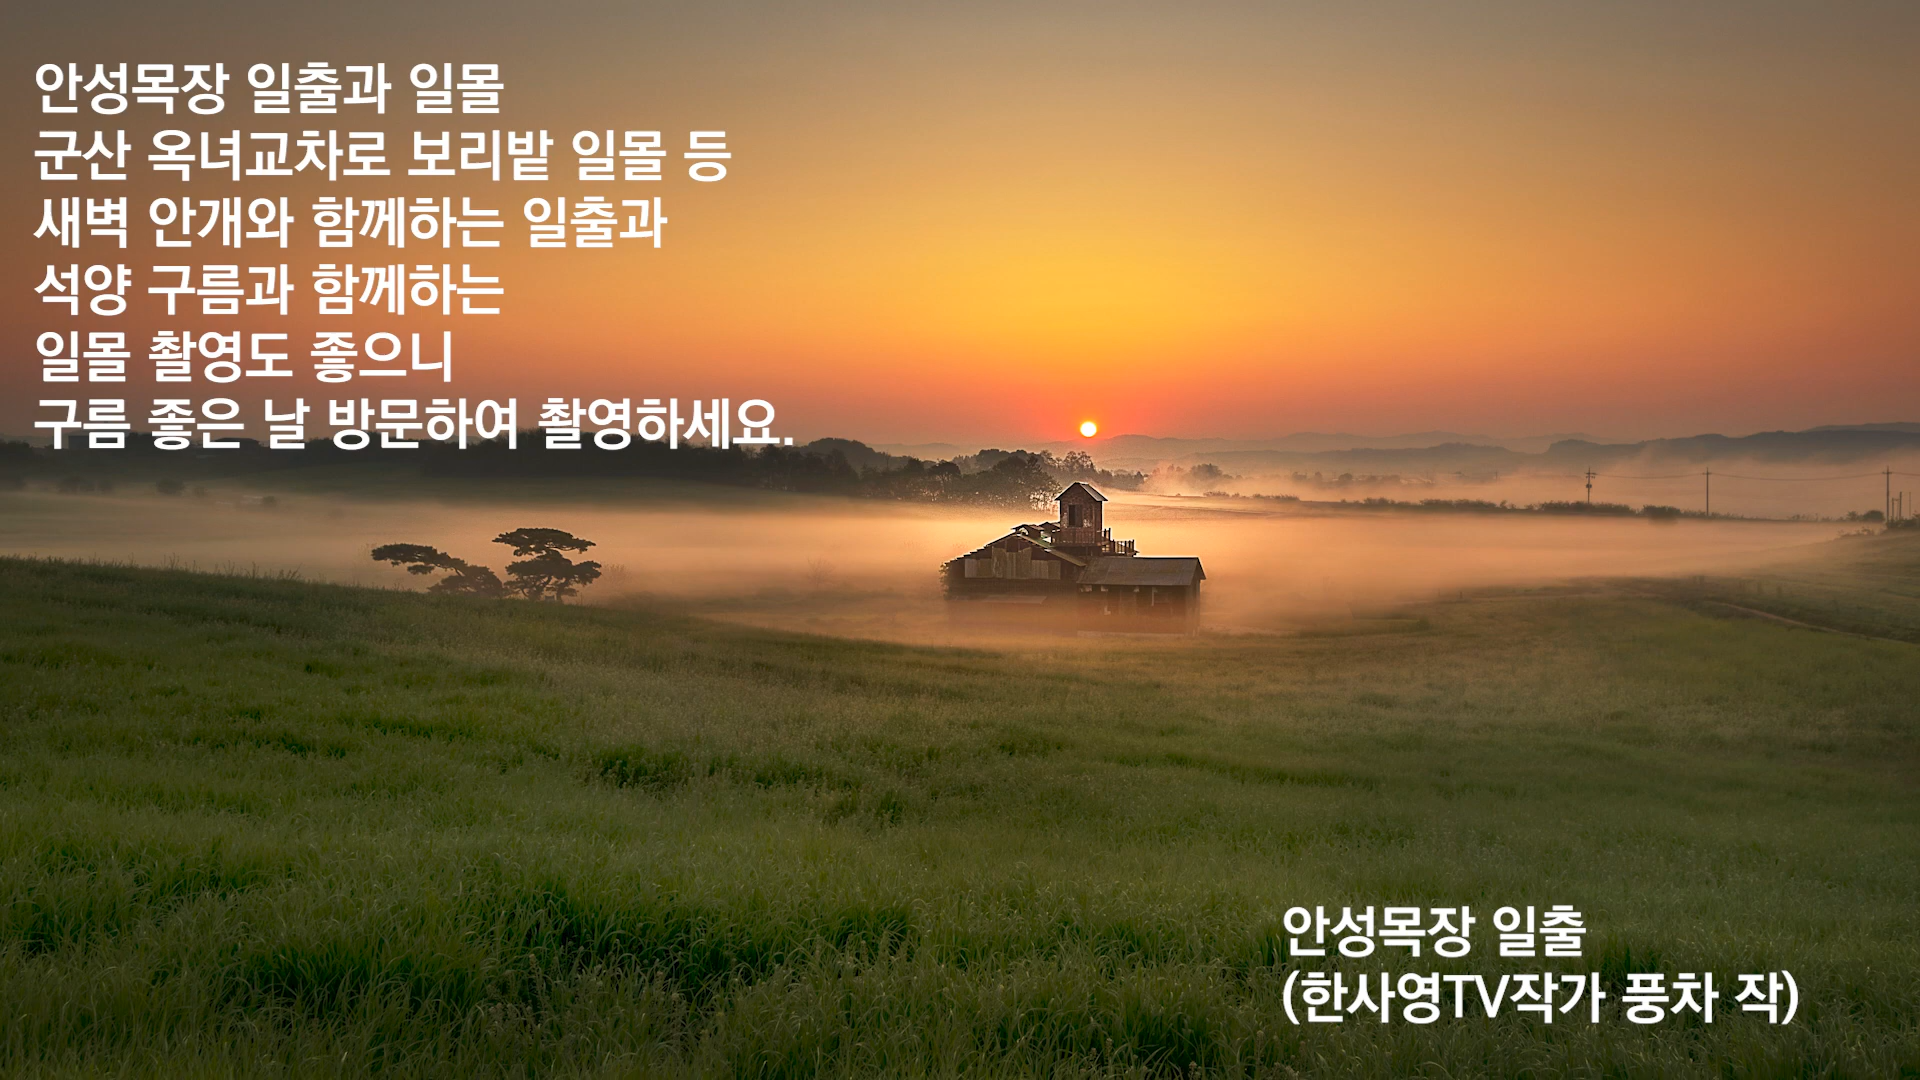 안성목장 일출과 일몰
군산 옥녀교차로 보리밭 일몰 등
새벽 안개와 함께하는 일출과
석양 구름과 함께하는
일몰 촬영도 좋으니
구름 좋은 날 방문하여 촬영하세요.
안성목장 일출
(한사영TV작가 풍차 작)